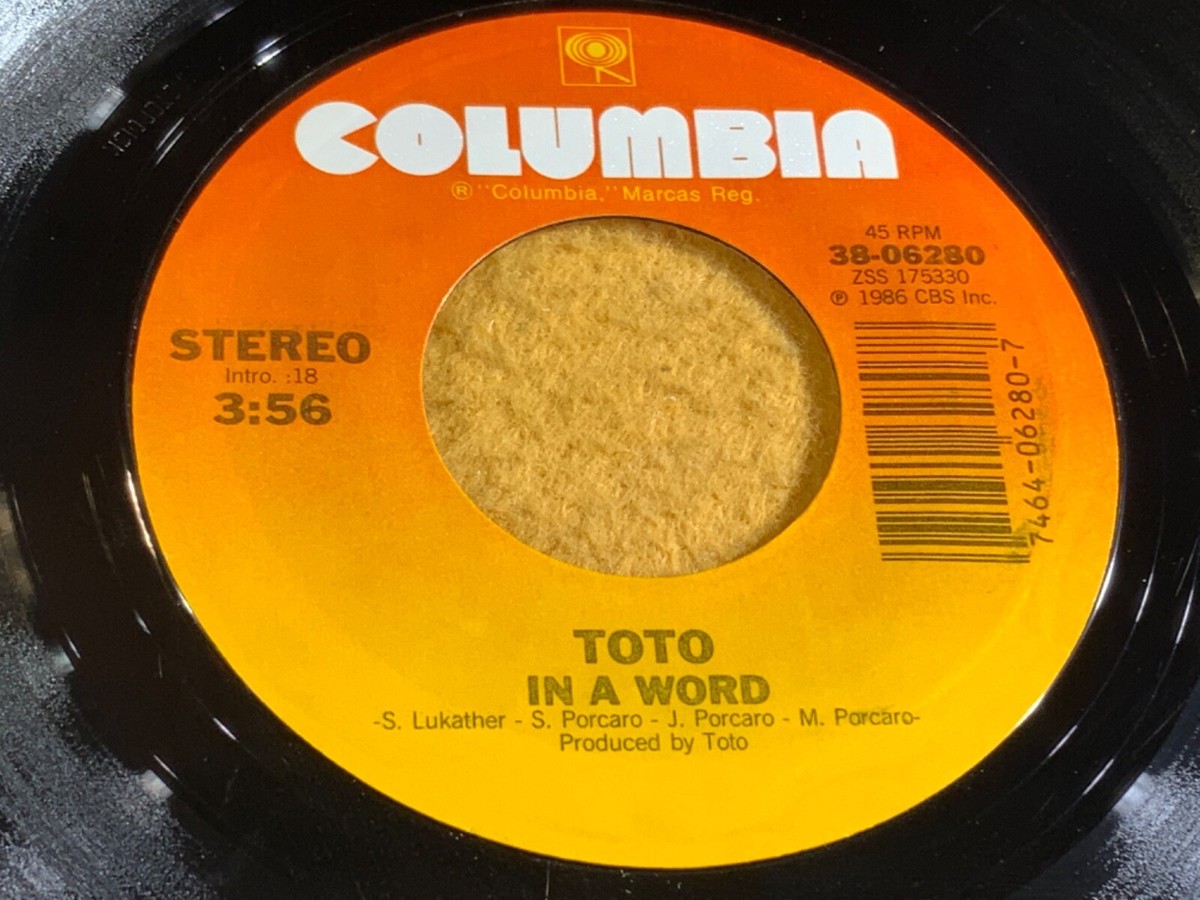 COLUMBIA
® "Columbia," Marcas Reg.
45 RPM
38-06280
ZSS 175330
℗ 1986 CBS Inc.
STEREO
Intro. :18
3:56
7464-06280-7
TOTO
IN A WORD
-S. Lukather - S. Porcaro - J. Porcaro - M. Porcaro-
Produced by Toto